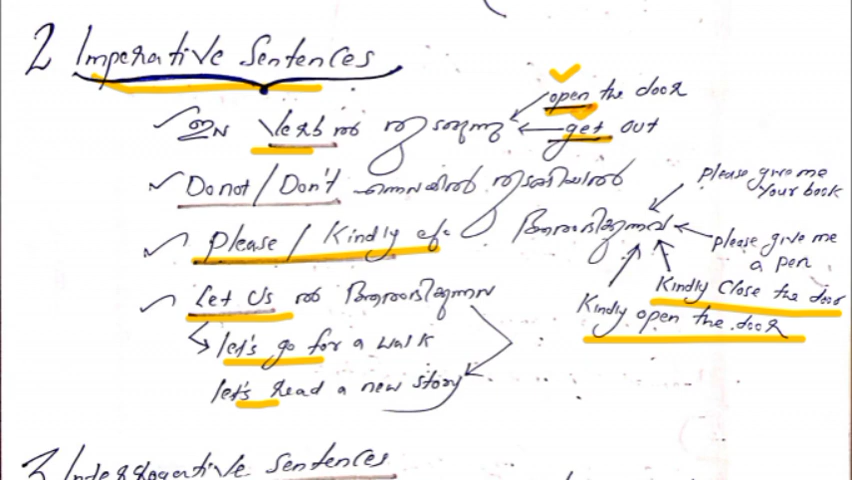 2 Imperative Sentences
open the door
Verb ൽ തുടങ്ങുന്നു
get out
Do not / Don't
please give me
your book
Please / Kindly
please give me
a pen
Kindly Close the door
Let Us ൽ
Kindly open the door
let's go for a walk
let's read a new story
3 Interrogative Sentences